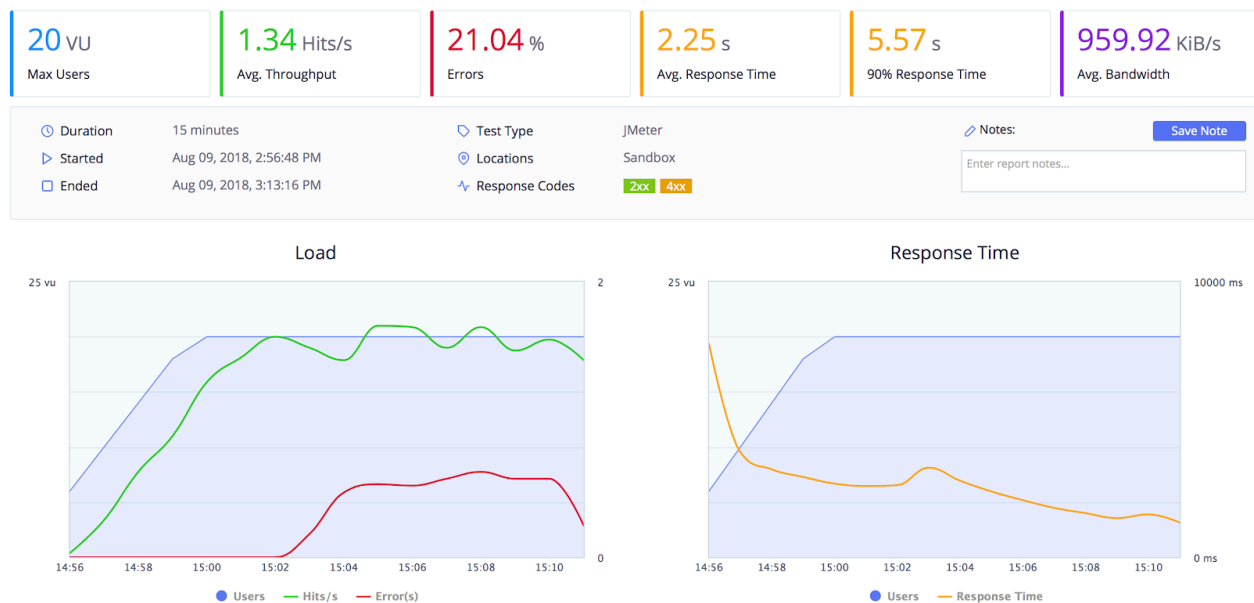 20 VU
Max Users
1.34 Hits/s
Avg. Throughput
21.04 %
Errors
2.25 s
Avg. Response Time
5.57 s
90% Response Time
959.92 KiB/s
Avg. Bandwidth
Duration 15 minutes
Started Aug 09, 2018, 2:56:48 PM
Ended Aug 09, 2018, 3:13:16 PM
Test Type JMeter
Locations Sandbox
Response Codes 2xx 4xx
Notes: Save Note
Enter report notes...
Load
25 vu 2
0
14:56 14:58 15:00 15:02 15:04 15:06 15:08 15:10
Users Hits/s Error(s)
Response Time
25 vu 10000 ms
0 ms
14:56 14:58 15:00 15:02 15:04 15:06 15:08 15:10
Users Response Time